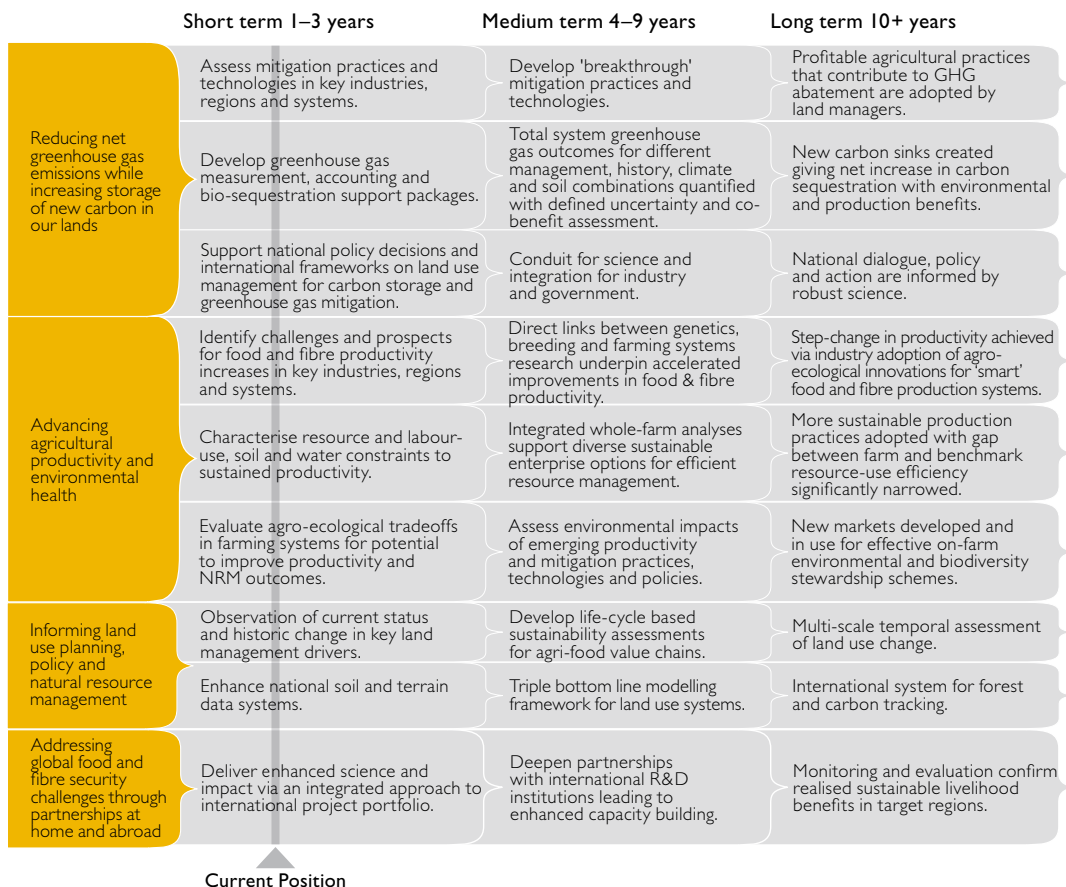 Short term 1–3 years
Medium term 4–9 years
Long term 10+ years
Reducing net
greenhouse gas
emissions while
increasing storage
of new carbon in
our lands
Assess mitigation practices and
technologies in key industries,
regions and systems.
Develop 'breakthrough'
mitigation practices and
technologies.
Profitable agricultural practices
that contribute to GHG
abatement are adopted by
land managers.
Develop greenhouse gas
measurement, accounting and
bio-sequestration support packages.
Total system greenhouse
gas outcomes for different
management, history, climate
and soil combinations quantified
with defined uncertainty and co-
benefit assessment.
New carbon sinks created
giving net increase in carbon
sequestration with environmental
and production benefits.
Support national policy decisions and
international frameworks on land use
management for carbon storage and
greenhouse gas mitigation.
Conduit for science and
integration for industry
and government.
National dialogue, policy
and action are informed by
robust science.
Advancing
agricultural
productivity and
environmental
health
Identify challenges and prospects
for food and fibre productivity
increases in key industries, regions
and systems.
Direct links between genetics,
breeding and farming systems
research underpin accelerated
improvements in food & fibre
productivity.
Step-change in productivity achieved
via industry adoption of agro-
ecological innovations for 'smart'
food and fibre production systems.
Characterise resource and labour-
use, soil and water constraints to
sustained productivity.
Integrated whole-farm analyses
support diverse sustainable
enterprise options for efficient
resource management.
More sustainable production
practices adopted with gap
between farm and benchmark
resource-use efficiency
significantly narrowed.
Evaluate agro-ecological tradeoffs
in farming systems for potential
to improve productivity and
NRM outcomes.
Assess environmental impacts
of emerging productivity
and mitigation practices,
technologies and policies.
New markets developed and
in use for effective on-farm
environmental and biodiversity
stewardship schemes.
Informing land
use planning,
policy and
natural resource
management
Observation of current status
and historic change in key land
management drivers.
Develop life-cycle based
sustainability assessments
for agri-food value chains.
Multi-scale temporal assessment
of land use change.
Enhance national soil and terrain
data systems.
Triple bottom line modelling
framework for land use systems.
International system for forest
and carbon tracking.
Addressing
global food and
fibre security
challenges through
partnerships at
home and abroad
Deliver enhanced science and
impact via an integrated approach to
international project portfolio.
Deepen partnerships
with international R&D
institutions leading to
enhanced capacity building.
Monitoring and evaluation confirm
realised sustainable livelihood
benefits in target regions.
Current Position